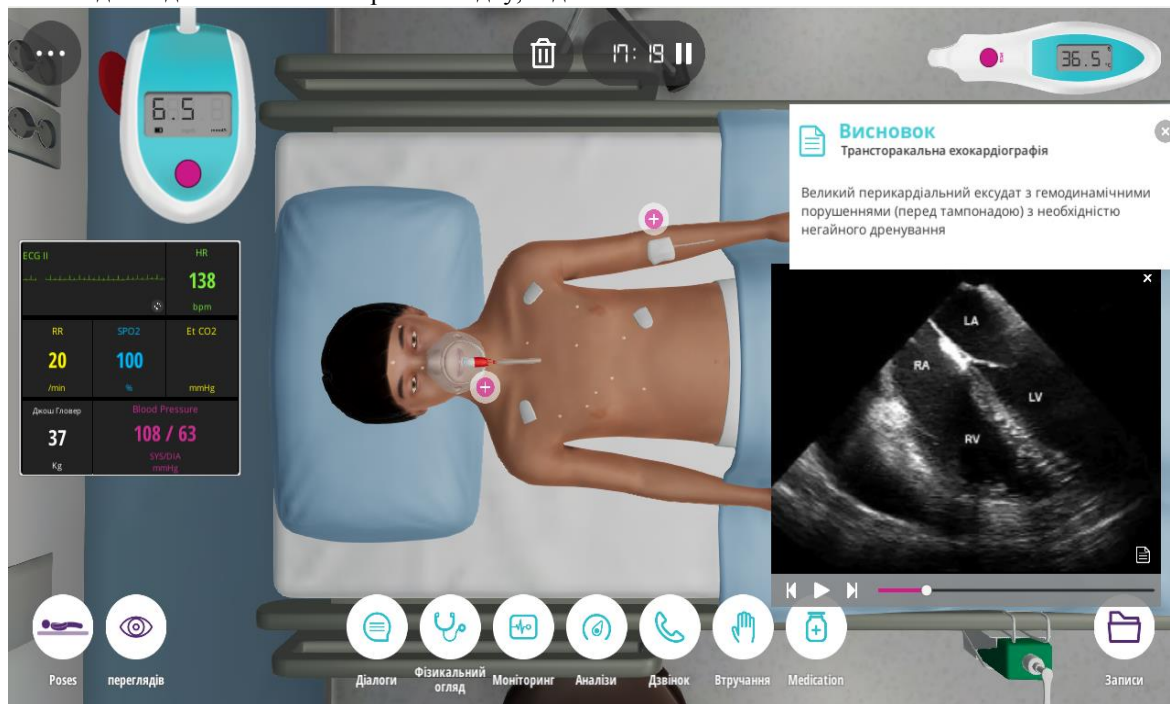 17:19
6.5
36.5
Висновок
Трансторакальна ехокардіографія
Великий перикардіальний ексудат з гемодинамічними
порушеннями (перед тампонадою) з необхідністю
негайного дренування
ECG II
HR
138
bpm
RR
SPO2
Et CO2
20
100
/min
%
mmHg
Джош Гловер
Blood Pressure
37
108 / 63
Kg
SYS/DIA
mmHg
LA
RA
LV
RV
Poses
переглядів
Діалоги
Фізикальний
огляд
Моніторинг
Аналізи
Дзвінок
Втручання
Medication
Записи